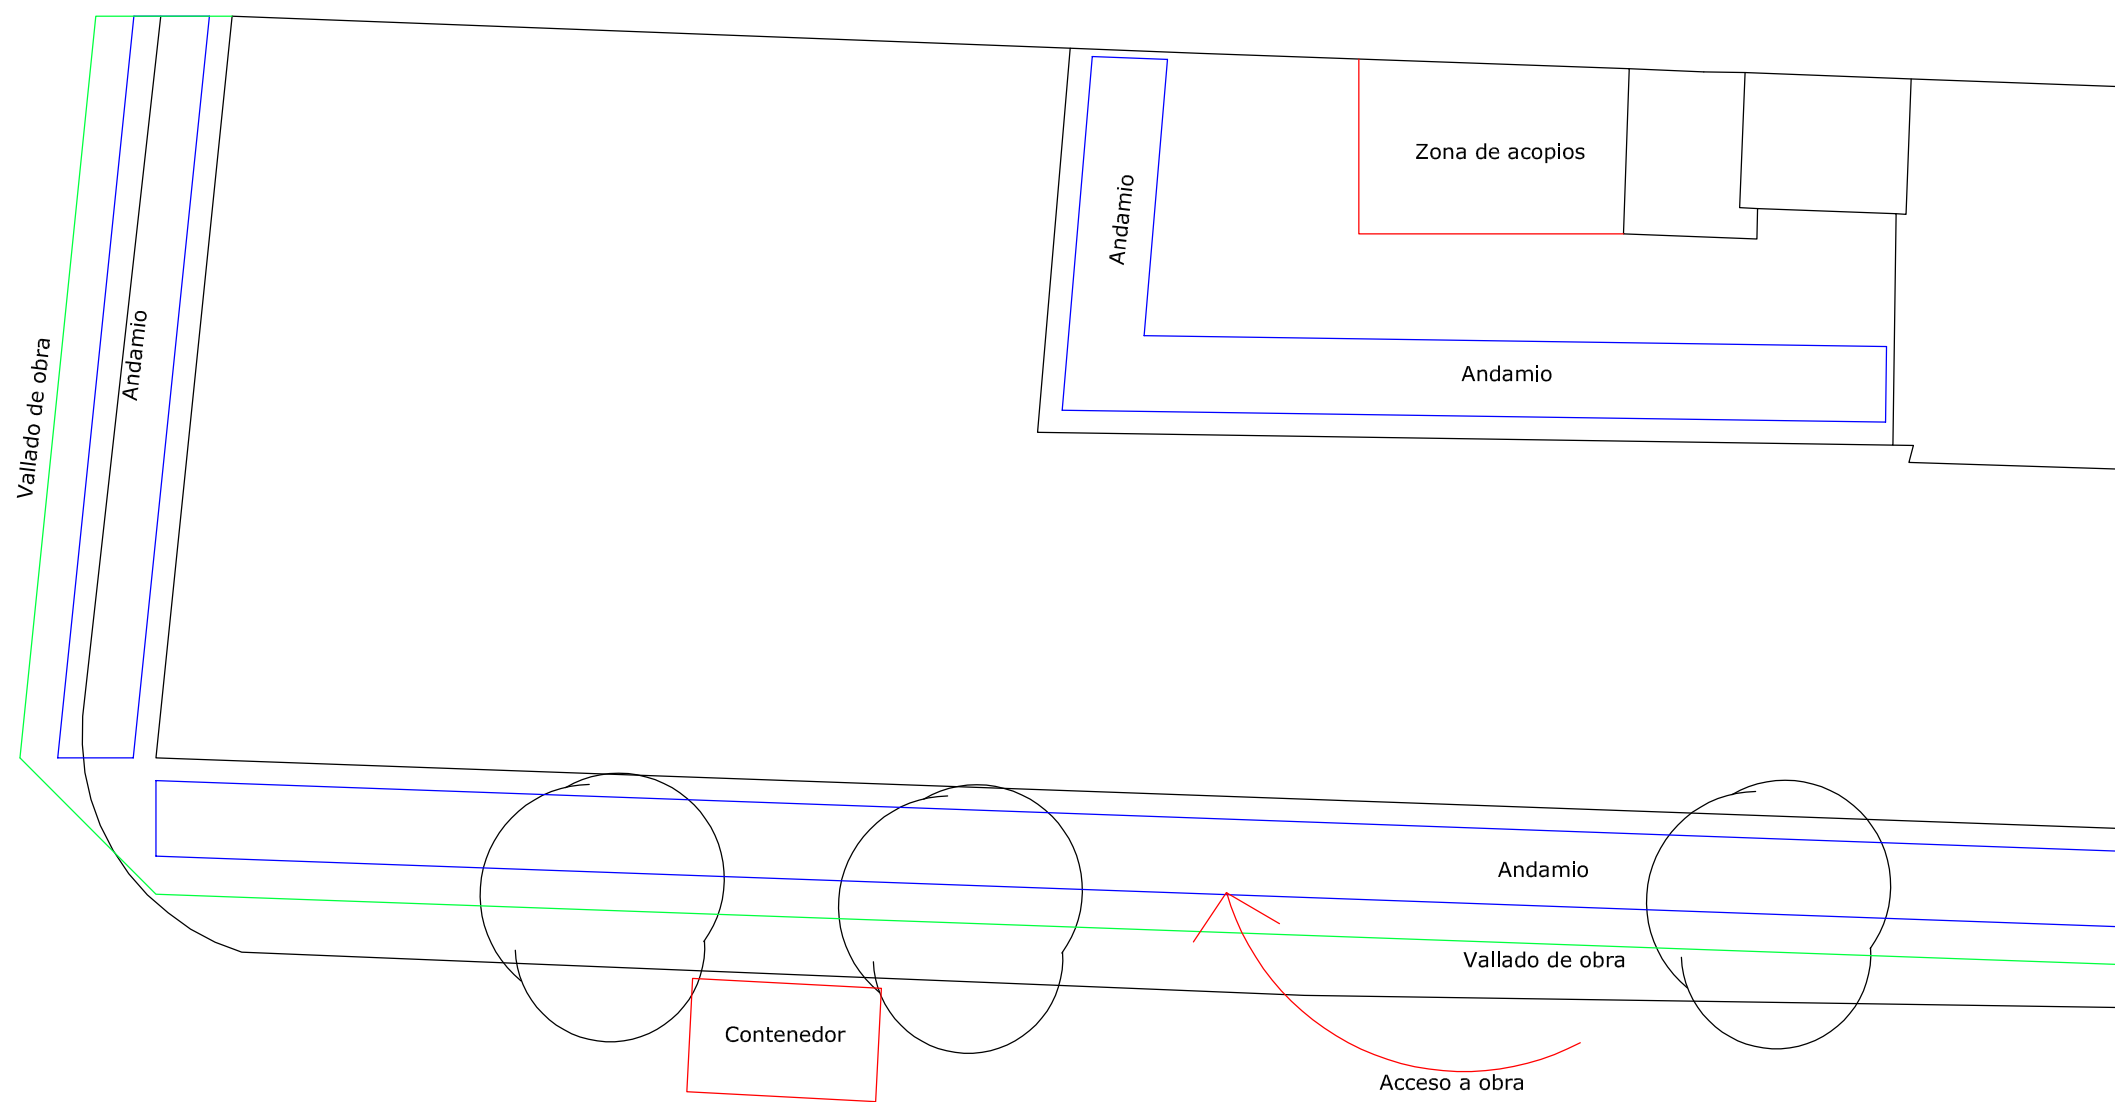 Zona de acopios
Andamio
Andamio
Vallado de obra
Andamio
Andamio
Vallado de obra
Contenedor
Acceso a obra